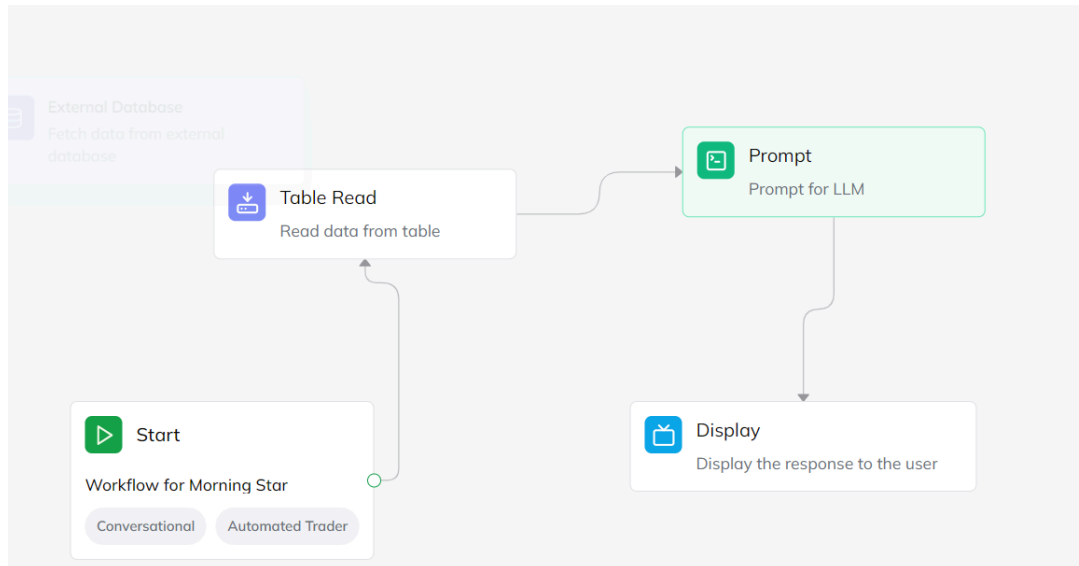 External Database
Fetch data from external
database
Table Read
Read data from table
Prompt
Prompt for LLM
Start
Workflow for Morning Star
Conversational
Automated Trader
Display
Display the response to the user